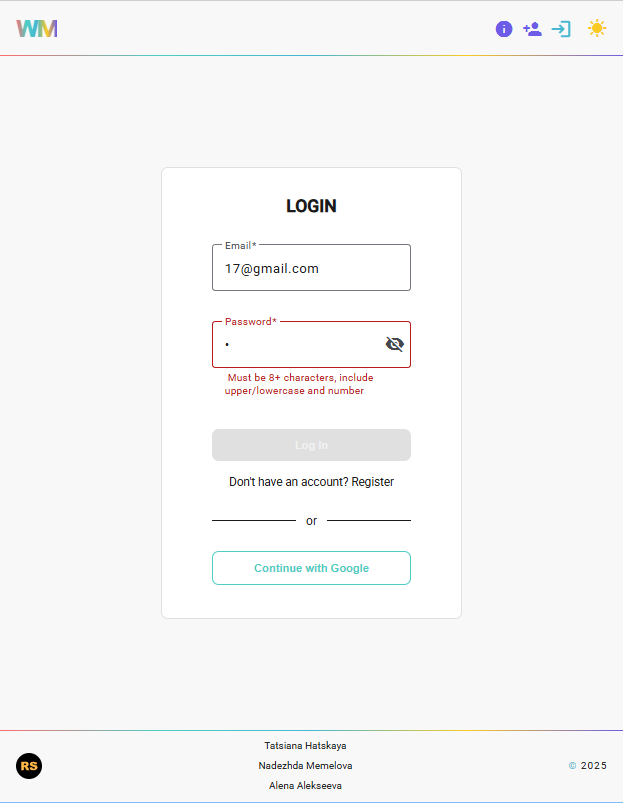 WM
LOGIN
Email*
17@gmail.com
Password*
•
Must be 8+ characters, include
upper/lowercase and number
Log In
Don't have an account? Register
or
Continue with Google
RS
Tatsiana Hatskaya
Nadezhda Memelova
Alena Alekseeva
© 2025